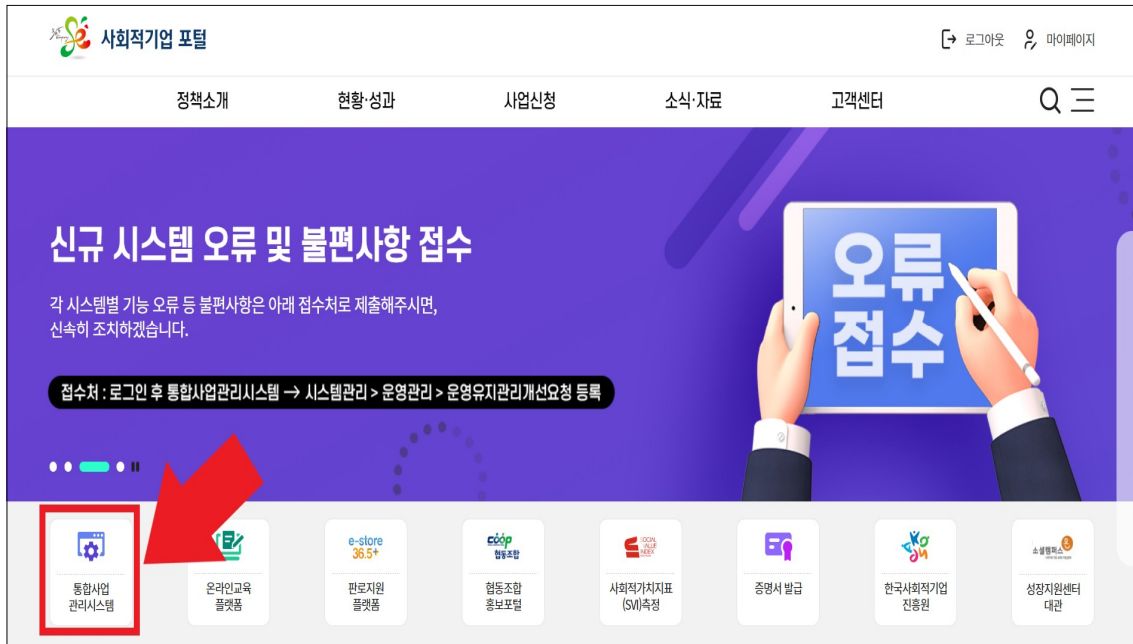 사회적기업 포털
로그아웃 마이페이지
정책소개 현황·성과 사업신청 소식·자료 고객센터
신규 시스템 오류 및 불편사항 접수
각 시스템별 기능 오류 등 불편사항은 아래 접수처로 제출해주시면,
신속히 조치하겠습니다.
접수처 : 로그인 후 통합사업관리시스템 → 시스템관리 > 운영관리 > 운영유지관리개선요청 등록
오류
접수
통합사업
관리시스템
온라인교육
플랫폼
e-store
36.5+
판로지원
플랫폼
coop
협동조합
협동조합
홍보포털
SOCIAL
VALUE
INDEX
사회적가치지표
(SVI)측정
증명서 발급
한국사회적기업
진흥원
소셜캠퍼스 온
성장지원센터
대관